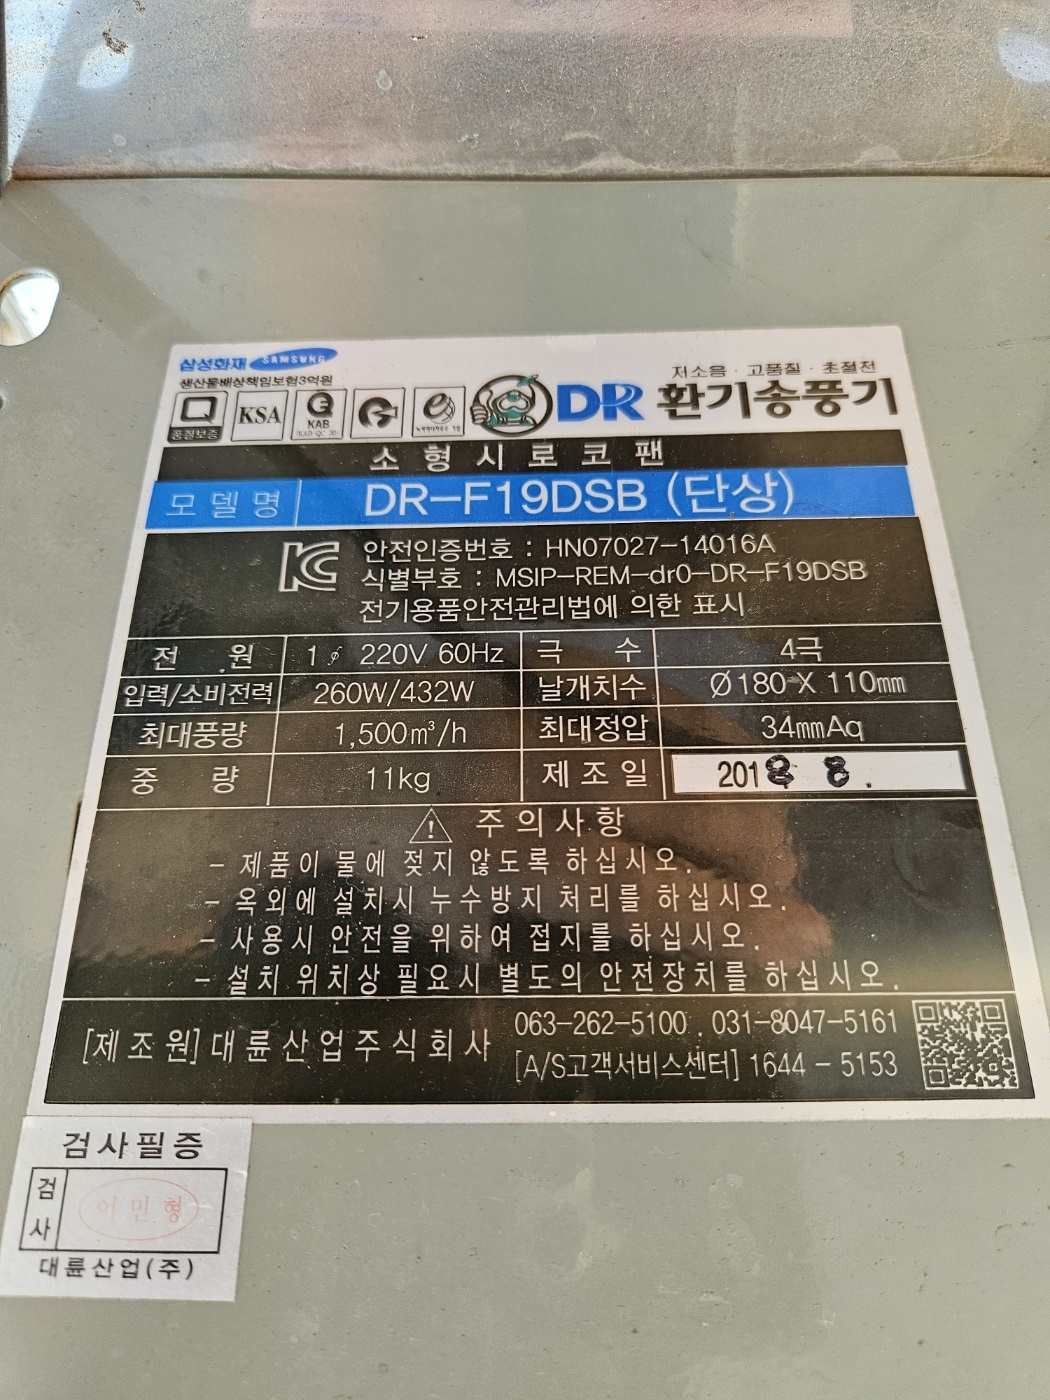 삼성화재 SAMSUNG
생산물배상책임보험3억원
Q 품질보증
KSA
KAB
DR 환기송풍기
저소음 · 고품질 · 초절전
소형시로코팬
모델명 DR-F19DSB (단상)
안전인증번호 : HN07027-14016A
식별부호 : MSIP-REM-dr0-DR-F19DSB
전기용품안전관리법에 의한 표시
전 원 1ø 220V 60Hz 극 수 4극
입력/소비전력 260W/432W 날개치수 Ø180 X 110mm
최대풍량 1,500m³/h 최대정압 34mmAq
중 량 11kg 제조일 2018 8.
주의사항
- 제품이 물에 젖지 않도록 하십시오.
- 옥외에 설치시 누수방지 처리를 하십시오.
- 사용시 안전을 위하여 접지를 하십시오.
- 설치 위치상 필요시 별도의 안전장치를 하십시오.
[제조원]대륜산업주식회사 063-262-5100 . 031-8047-5161
[A/S고객서비스센터] 1644 - 5153
검사필증
검사 이민형
대륜산업(주)